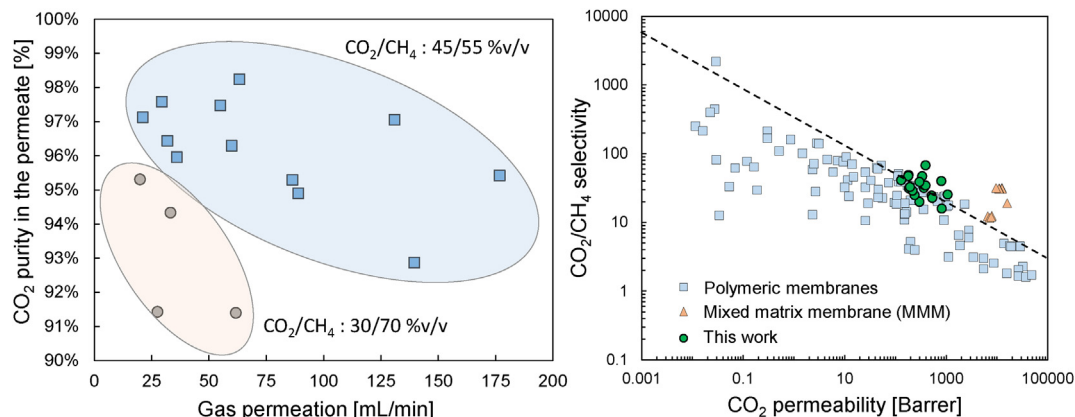 100%
99%
98%
97%
96%
95%
94%
93%
92%
91%
90%
CO₂ purity in the permeate [%]
CO₂/CH₄ : 45/55 %v/v
CO₂/CH₄ : 30/70 %v/v
0 25 50 75 100 125 150 175 200
Gas permeation [mL/min]
10000
1000
100
10
1
0.1
CO₂/CH₄ selectivity
Polymeric membranes
Mixed matrix membrane (MMM)
This work
0.001 0.1 10 1000 100000
CO₂ permeability [Barrer]